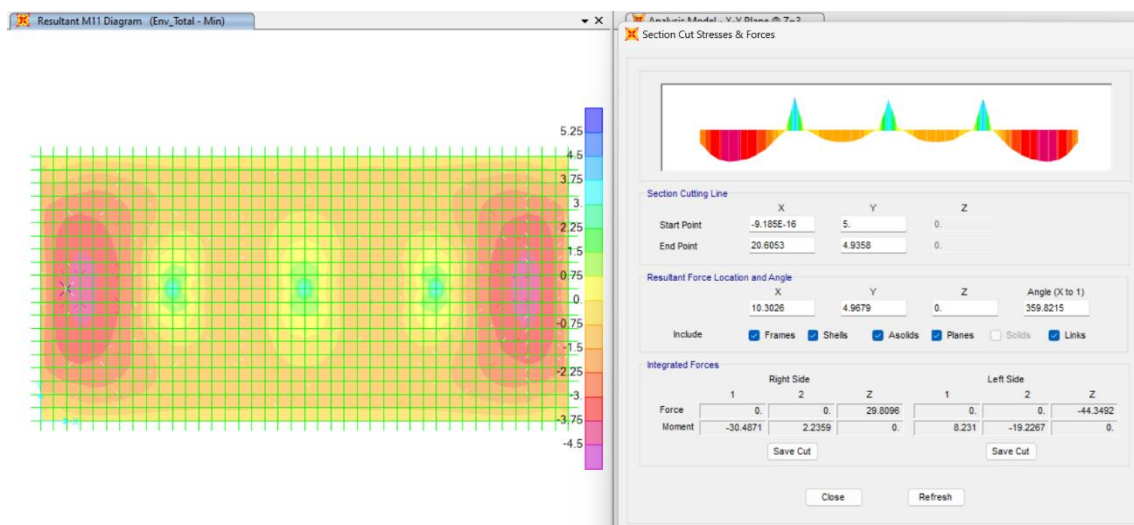 Resultant M11 Diagram (Env_Total - Min)
5.25
4.5
3.75
3.
2.25
1.5
0.75
0.
-0.75
-1.5
-2.25
-3.
-3.75
-4.5
Analysis Model - X-Y Plane @ Z=3
Section Cut Stresses & Forces
Section Cutting Line
X Y Z
Start Point -9.185E-16 5. 0.
End Point 20.6053 4.9358 0.
Resultant Force Location and Angle
X Y Z Angle (X to 1)
10.3026 4.9679 0. 359.8215
Include Frames Shells Asolids Planes Solids Links
Integrated Forces
Right Side Left Side
1 2 Z 1 2 Z
Force 0. 0. 29.8096 0. 0. -44.3492
Moment -30.4871 2.2359 0. 8.231 -19.2267 0.
Save Cut Save Cut
Close Refresh